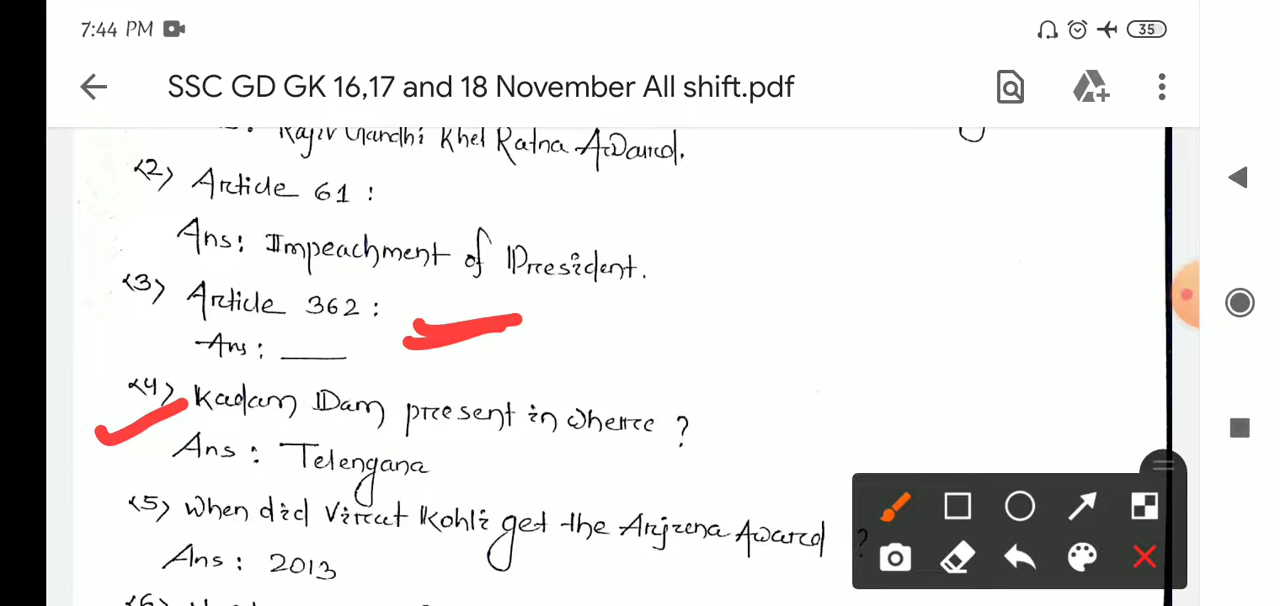 7:44 PM
35
SSC GD GK 16,17 and 18 November All shift.pdf
Rajiv Gandhi Khel Ratna Award.
<2> Article 61 :
Ans: Impeachment of President.
<3> Article 362 :
Ans : ____
<4> Kadam Dam present in where ?
Ans : Telengana
<5> When did Virat Kohli get the Arjuna Award ?
Ans : 2013
<6>